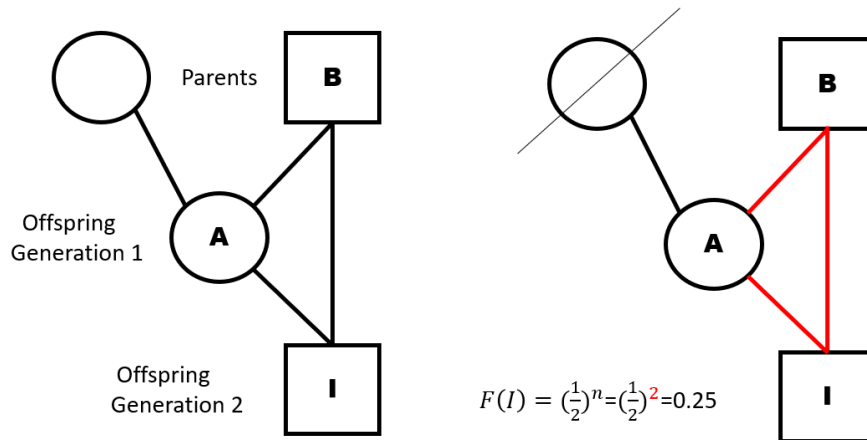 Parents
B
Offspring
Generation 1
A
Offspring
Generation 2
I
B
A
I
F(I) = (1/2)^n=(1/2)^2=0.25